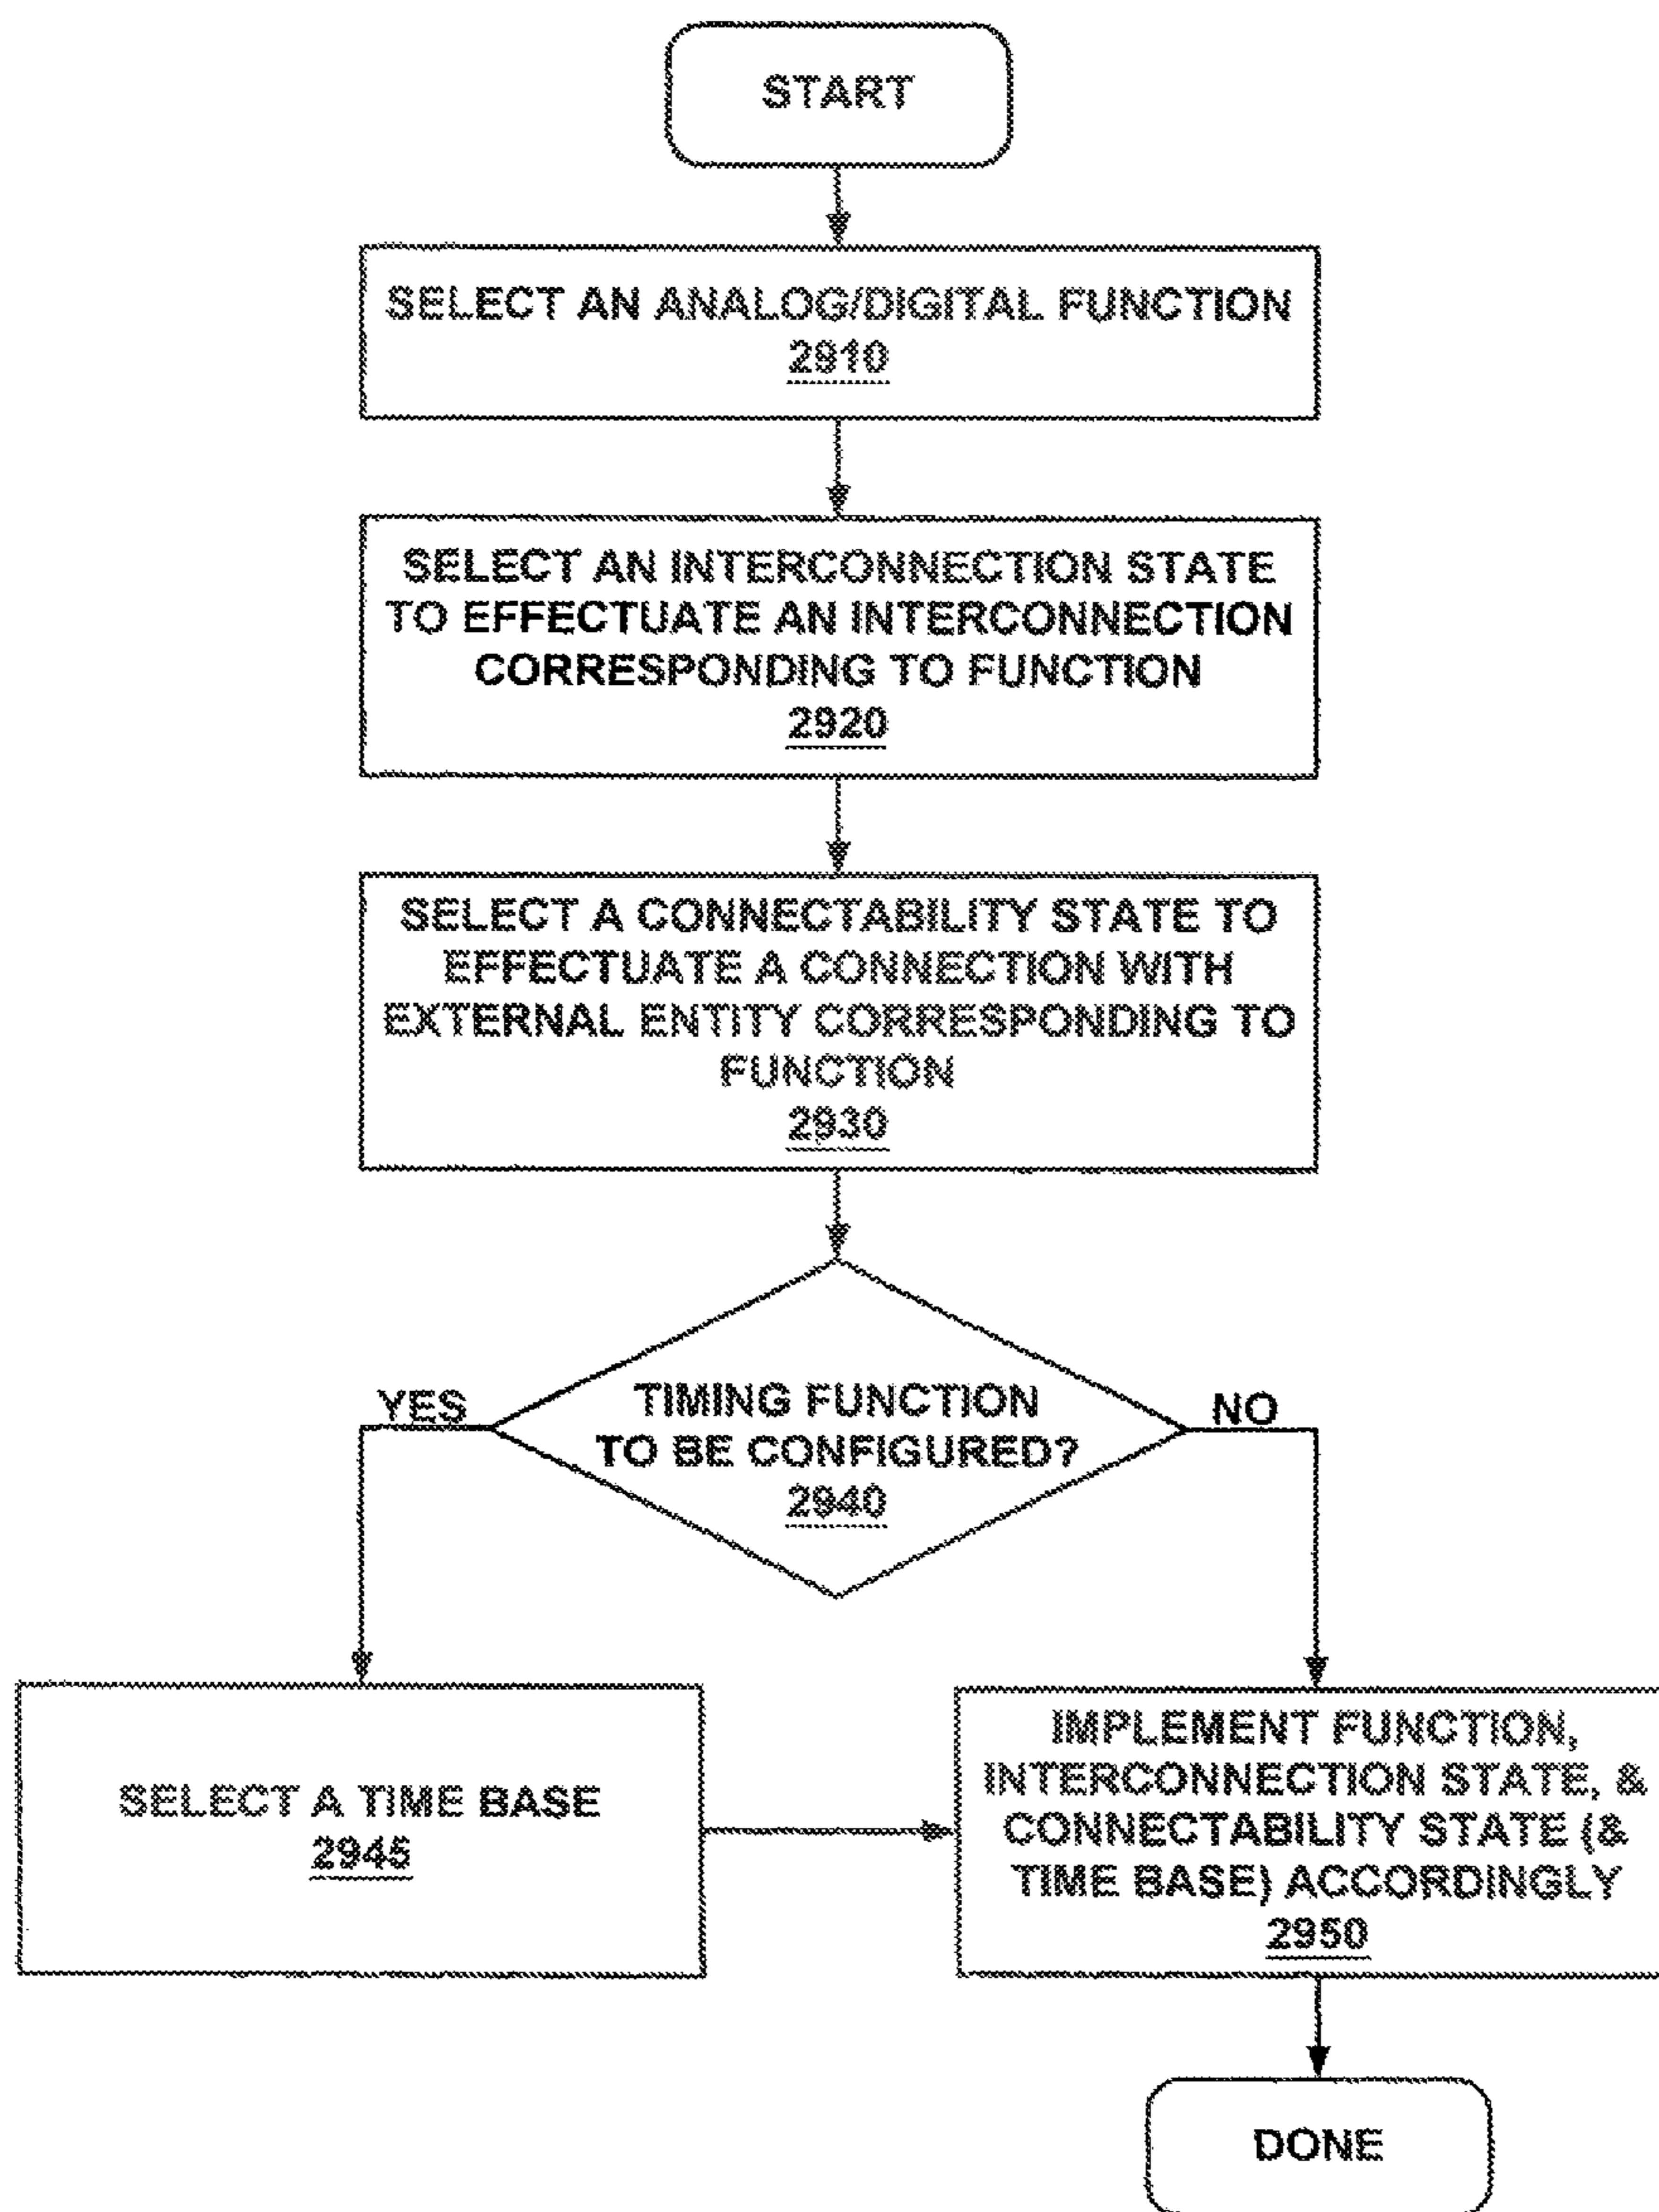 START
SELECT AN ANALOG/DIGITAL FUNCTION
2910
SELECT AN INTERCONNECTION STATE
TO EFFECTUATE AN INTERCONNECTION
CORRESPONDING TO FUNCTION
2920
SELECT A CONNECTABILITY STATE TO
EFFECTUATE A CONNECTION WITH
EXTERNAL ENTITY CORRESPONDING TO
FUNCTION
2930
YES
TIMING FUNCTION
TO BE CONFIGURED?
2940
NO
SELECT A TIME BASE
2945
IMPLEMENT FUNCTION,
INTERCONNECTION STATE, &
CONNECTABILITY STATE (&
TIME BASE) ACCORDINGLY
2950
DONE